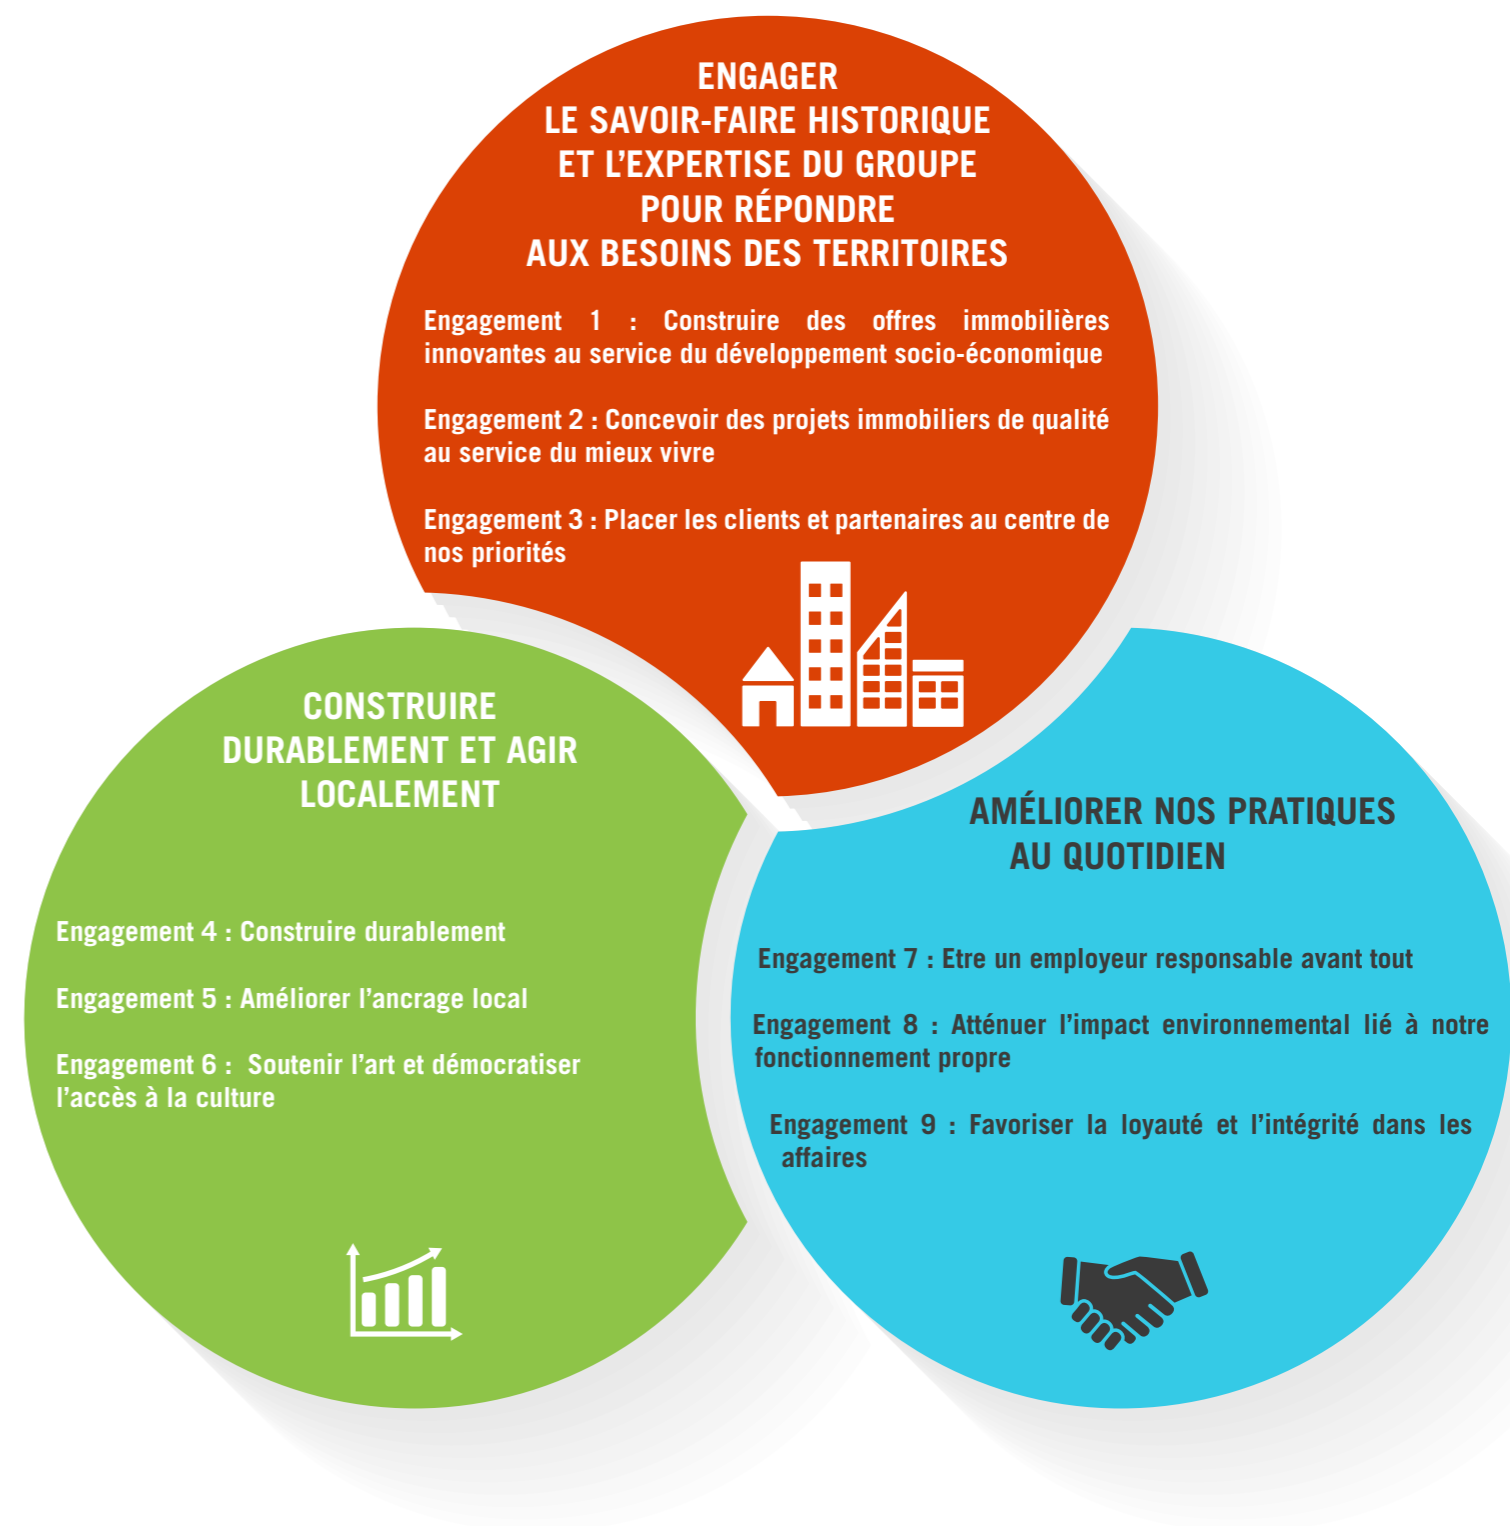 ENGAGER
LE SAVOIR-FAIRE HISTORIQUE
ET L'EXPERTISE DU GROUPE
POUR RÉPONDRE
AUX BESOINS DES TERRITOIRES
Engagement 1 : Construire des offres immobilières
innovantes au service du développement socio-économique
Engagement 2 : Concevoir des projets immobiliers de qualité
au service du mieux vivre
Engagement 3 : Placer les clients et partenaires au centre de
nos priorités
CONSTRUIRE
DURABLEMENT ET AGIR
LOCALEMENT
Engagement 4 : Construire durablement
Engagement 5 : Améliorer l'ancrage local
Engagement 6 : Soutenir l'art et démocratiser
l'accès à la culture
AMÉLIORER NOS PRATIQUES
AU QUOTIDIEN
Engagement 7 : Etre un employeur responsable avant tout
Engagement 8 : Atténuer l'impact environnemental lié à notre
fonctionnement propre
Engagement 9 : Favoriser la loyauté et l'intégrité dans les
affaires